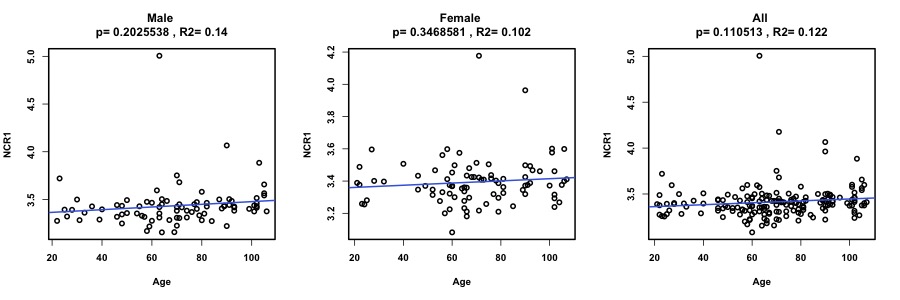 Male
p= 0.2025538 , R2= 0.14
NCR1
5.0
4.5
4.0
3.5
20 40 60 80 100
Age
Female
p= 0.3468581 , R2= 0.102
NCR1
4.2
4.0
3.8
3.6
3.4
3.2
20 40 60 80 100
Age
All
p= 0.110513 , R2= 0.122
NCR1
5.0
4.5
4.0
3.5
20 40 60 80 100
Age